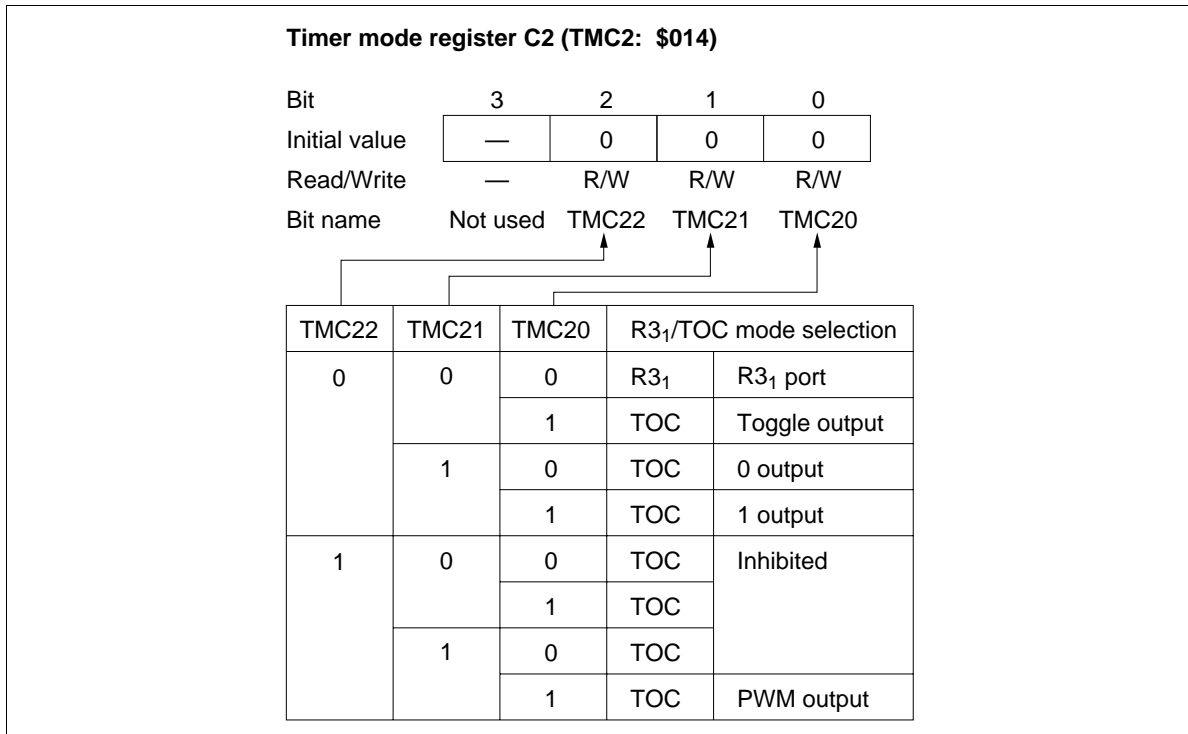 Timer mode register C2 (TMC2: $014)
Bit 3 2 1 0
Initial value — 0 0 0
Read/Write — R/W R/W R/W
Bit name Not used TMC22 TMC21 TMC20
TMC22 TMC21 TMC20 R3₁/TOC mode selection
0 0 0 R3₁ R3₁ port
1 TOC Toggle output
1 0 TOC 0 output
1 TOC 1 output
1 0 0 TOC Inhibited
1 TOC
1 0 TOC
1 TOC PWM output